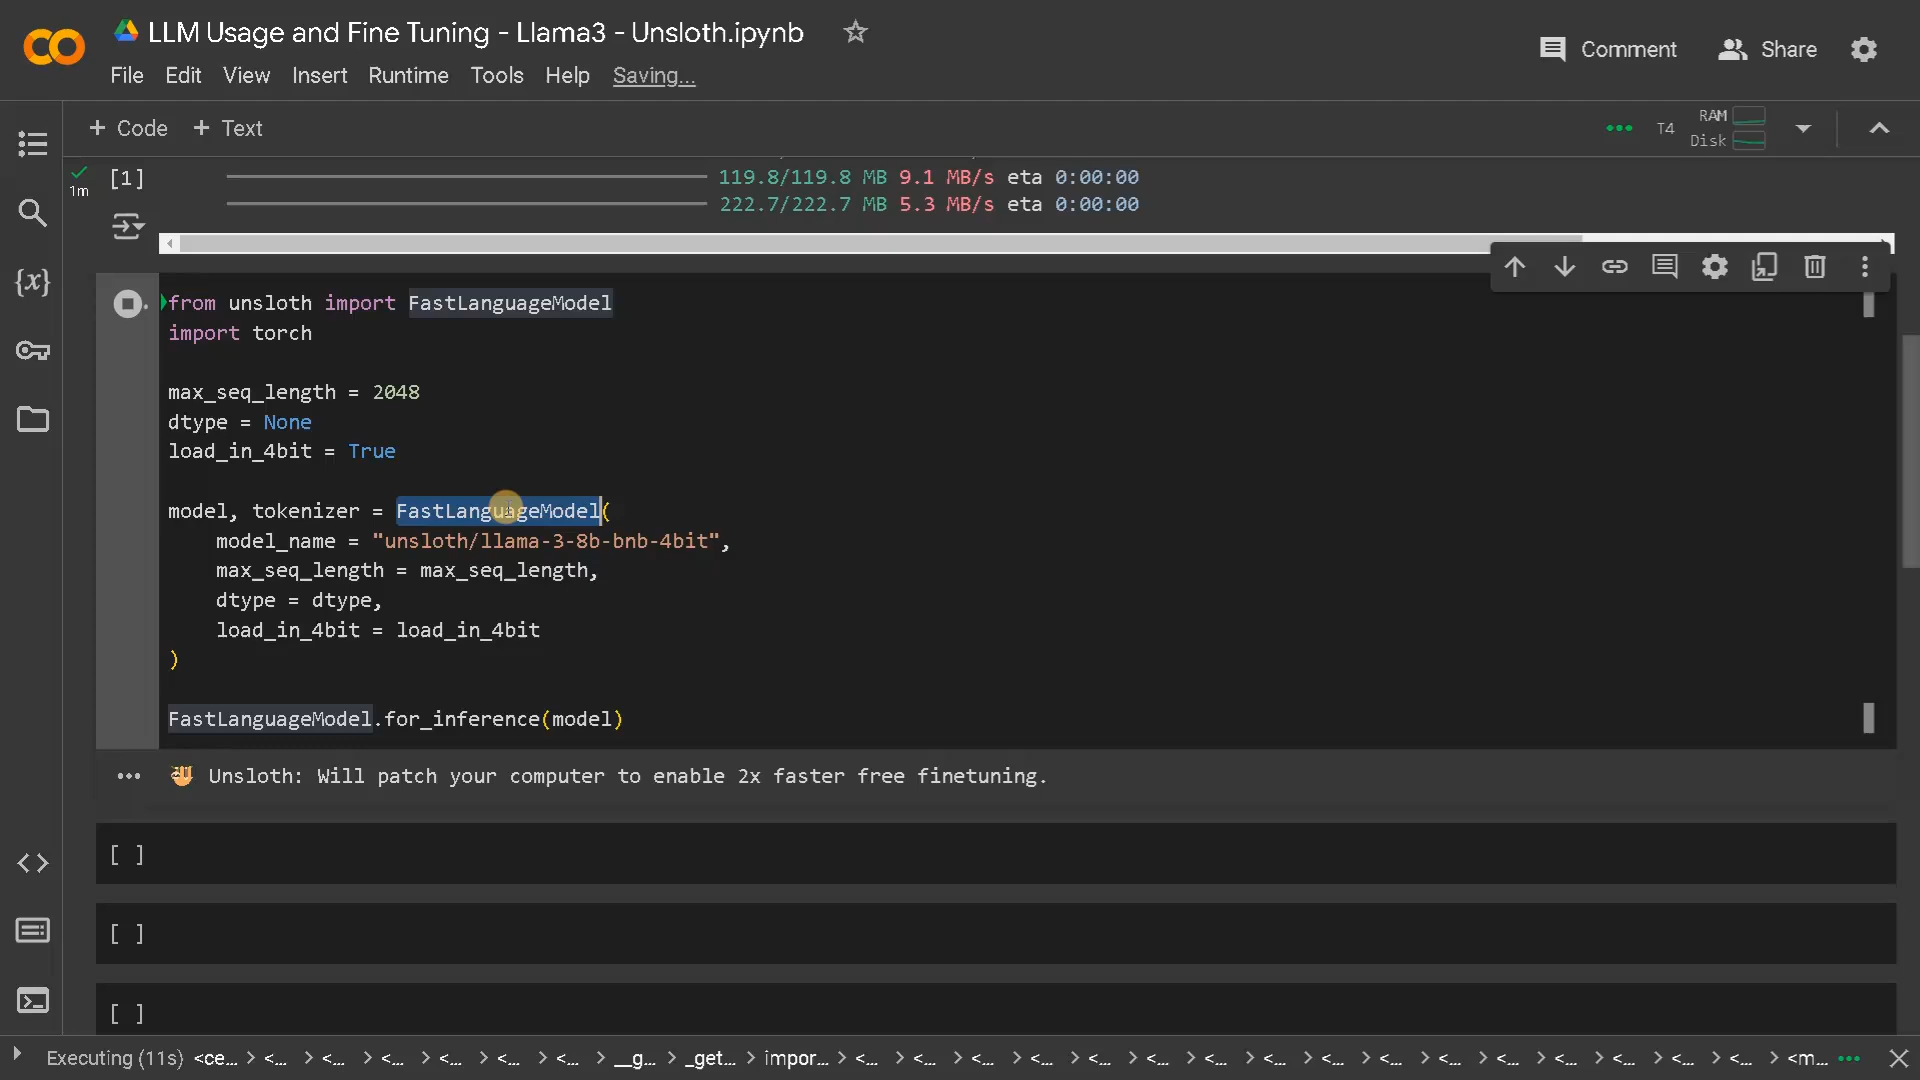 LLM Usage and Fine Tuning - Llama3 - Unsloth.ipynb
File Edit View Insert Runtime Tools Help Saving...
Comment Share
+ Code + Text
T4 RAM Disk
1m [1]
119.8/119.8 MB 9.1 MB/s eta 0:00:00
222.7/222.7 MB 5.3 MB/s eta 0:00:00
from unsloth import FastLanguageModel
import torch
max_seq_length = 2048
dtype = None
load_in_4bit = True
model, tokenizer = FastLanguageModel(
model_name = "unsloth/llama-3-8b-bnb-4bit",
max_seq_length = max_seq_length,
dtype = dtype,
load_in_4bit = load_in_4bit
)
FastLanguageModel.for_inference(model)
🦥 Unsloth: Will patch your computer to enable 2x faster free finetuning.
[ ]
[ ]
[ ]
Executing (11s) <ce... > <... > <... > <... > <... > <... > <... > __g... > _get... > impor... > <... > <... > <... > <... > <... > <... > <... > <... > <... > <... > <... > <... > <... > <... > <... > <... > <m...